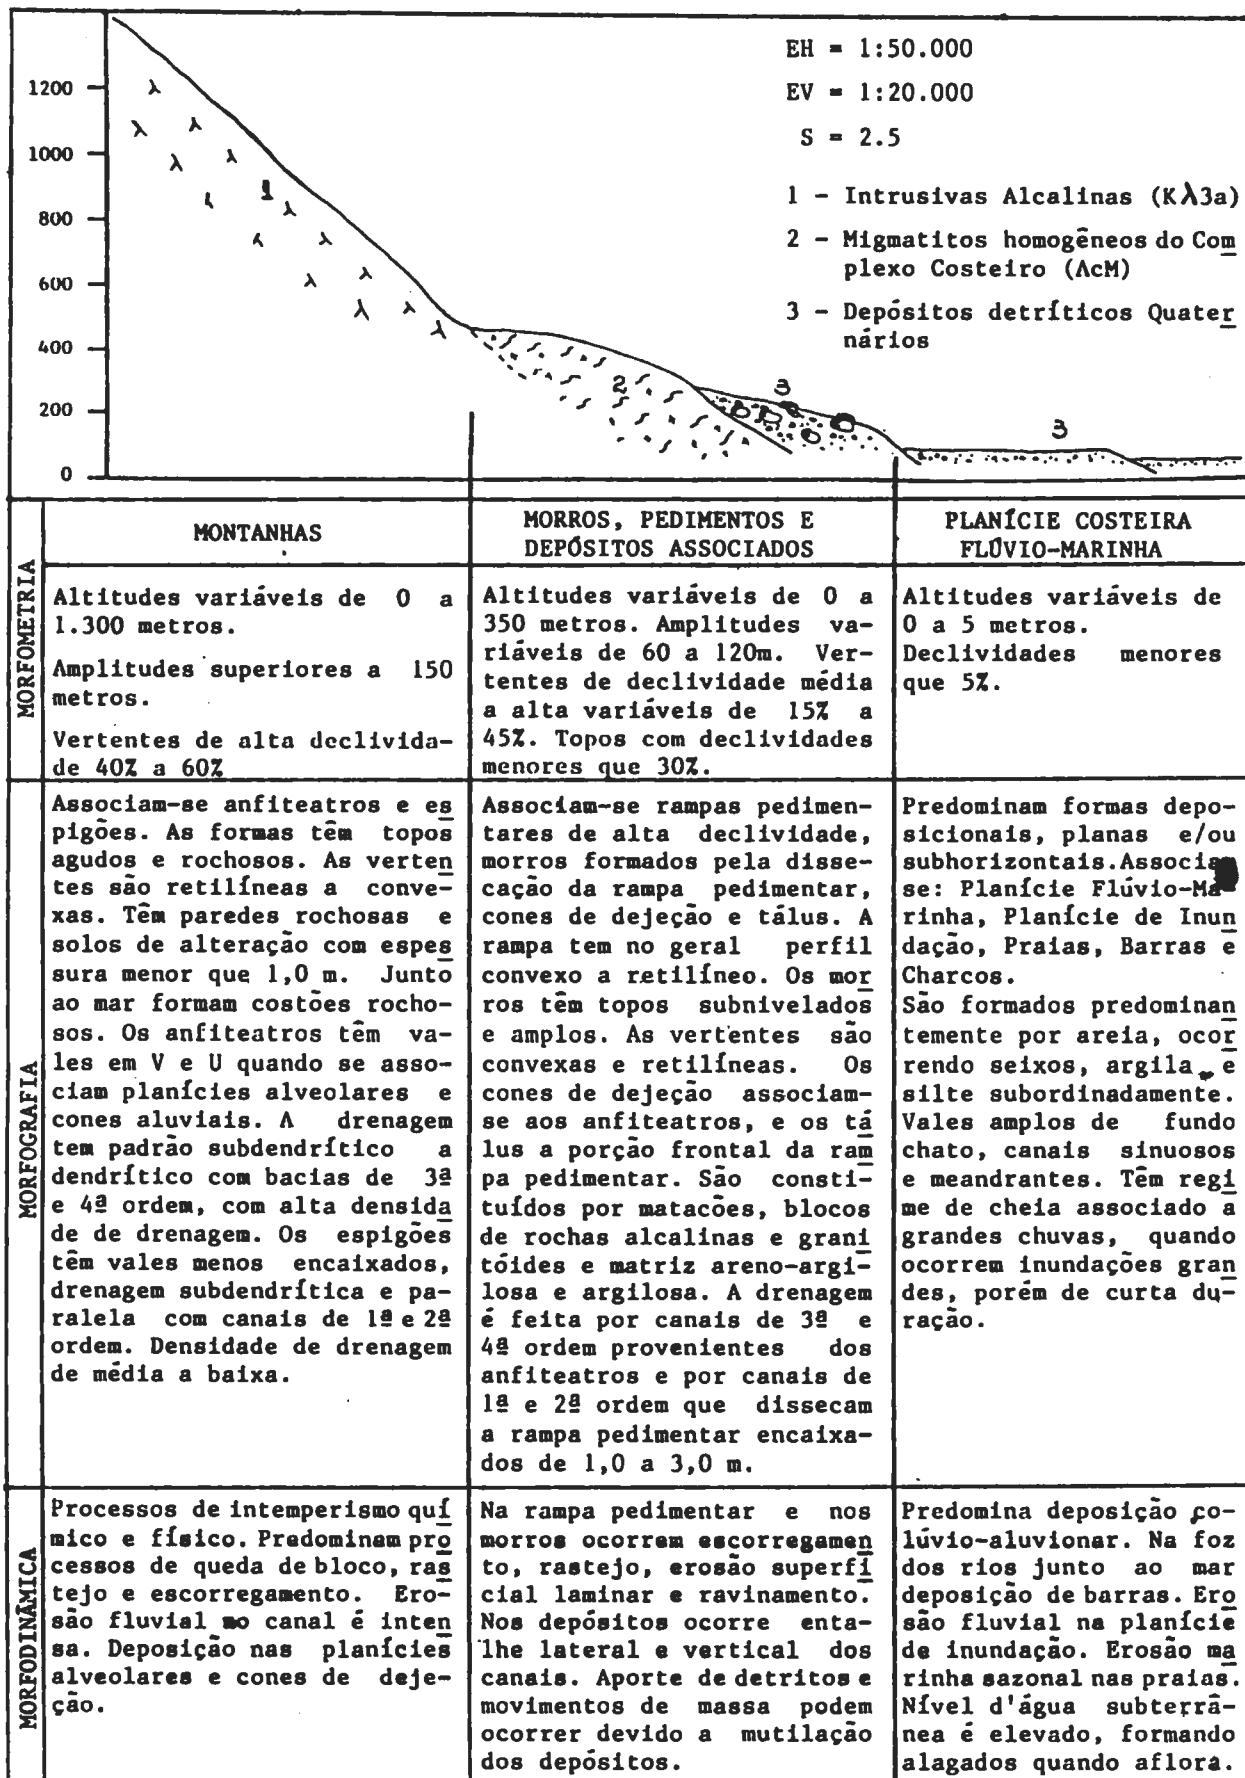 EH = 1:50.000
EV = 1:20.000
S = 2.5
1 - Intrusivas Alcalinas (Kλ3a)
2 - Migmatitos homogêneos do Com
plexo Costeiro (AcM)
3 - Depósitos detríticos Quater
nários
1200
1000
800
600
400
200
0
1
2
3
3
MORFOMETRIA
MONTANHAS
Altitudes variáveis de 0 a
1.300 metros.
Amplitudes superiores a 150
metros.
Vertentes de alta declivida-
de 40% a 60%
MORROS, PEDIMENTOS E
DEPÓSITOS ASSOCIADOS
Altitudes variáveis de 0 a
350 metros. Amplitudes va-
riáveis de 60 a 120m. Ver-
tentes de declividade média
a alta variáveis de 15% a
45%. Topos com declividades
menores que 30%.
PLANÍCIE COSTEIRA
FLÚVIO-MARINHA
Altitudes variáveis de
0 a 5 metros.
Declividades menores
que 5%.
MORFOGRAFIA
Associam-se anfiteatros e es
pigões. As formas têm topos
agudos e rochosos. As verten
tes são retilíneas a conve-
xas. Têm paredes rochosas e
solos de alteração com espes
sura menor que 1,0 m. Junto
ao mar formam costões rocho-
sos. Os anfiteatros têm va-
les em V e U quando se asso-
ciam planícies alveolares e
cones aluviais. A drenagem
tem padrão subdendrítico a
dendrítico com bacias de 3ª
e 4ª ordem, com alta densida
de de drenagem. Os espigões
têm vales menos encaixados,
drenagem subdendrítica e pa-
ralela com canais de 1ª e 2ª
ordem. Densidade de drenagem
de média a baixa.
Associam-se rampas pedimen-
tares de alta declividade,
morros formados pela disse-
cação da rampa pedimentar,
cones de dejeção e tálus. A
rampa tem no geral perfil
convexo a retilíneo. Os mor
ros têm topos subnivelados
e amplos. As vertentes são
convexas e retilíneas. Os
cones de dejeção associam-
se aos anfiteatros, e os tá
lus a porção frontal da ram
pa pedimentar. São consti-
tuídos por matacões, blocos
de rochas alcalinas e grani
tóides e matriz areno-argi-
losa e argilosa. A drenagem
é feita por canais de 3ª e
4ª ordem provenientes dos
anfiteatros e por canais de
1ª e 2ª ordem que dissecam
a rampa pedimentar encaixa-
dos de 1,0 a 3,0 m.
Predominam formas depo-
sicionais, planas e/ou
subhorizontais.
se: Planície Flúvio-Ma
rinha, Planície de Inun
dação, Praias, Barras e
Charcos.
São formados predominan
temente por areia, ocor
rendo seixos, argila e
silte subordinadamente.
Vales amplos de fundo
chato, canais sinuosos
e meandrantes. Têm regi
me de cheia associado a
grandes chuvas, quando
ocorrem inundações gran
des, porém de curta du-
ração.
MORFODINÂMICA
Processos de intemperismo quí
mico e físico. Predominam pro
cessos de queda de bloco, ras
tejo e escorregamento. Ero-
são fluvial no canal é inten
sa. Deposição nas planícies
alveolares e cones de deje-
ção.
Na rampa pedimentar e nos
morros ocorrem escorregamen
to, rastejo, erosão superfi
cial laminar e ravinamento.
Nos depósitos ocorre enta-
lhe lateral e vertical dos
canais. Aporte de detritos e
movimentos de massa podem
ocorrer devido a mutilação
dos depósitos.
Predomina deposição co-
lúvio-aluvionar. Na foz
dos rios junto ao mar
deposição de barras. Ero
são fluvial na planície
de inundação. Erosão ma
rinha sazonal nas praias.
Nível d'água subterrâ-
nea é elevado, formando
alagados quando aflora.